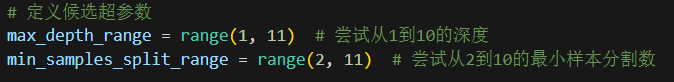 # 定义候选超参数
max_depth_range = range(1, 11)  # 尝试从1到10的深度
min_samples_split_range = range(2, 11)  # 尝试从2到10的最小样本分割数